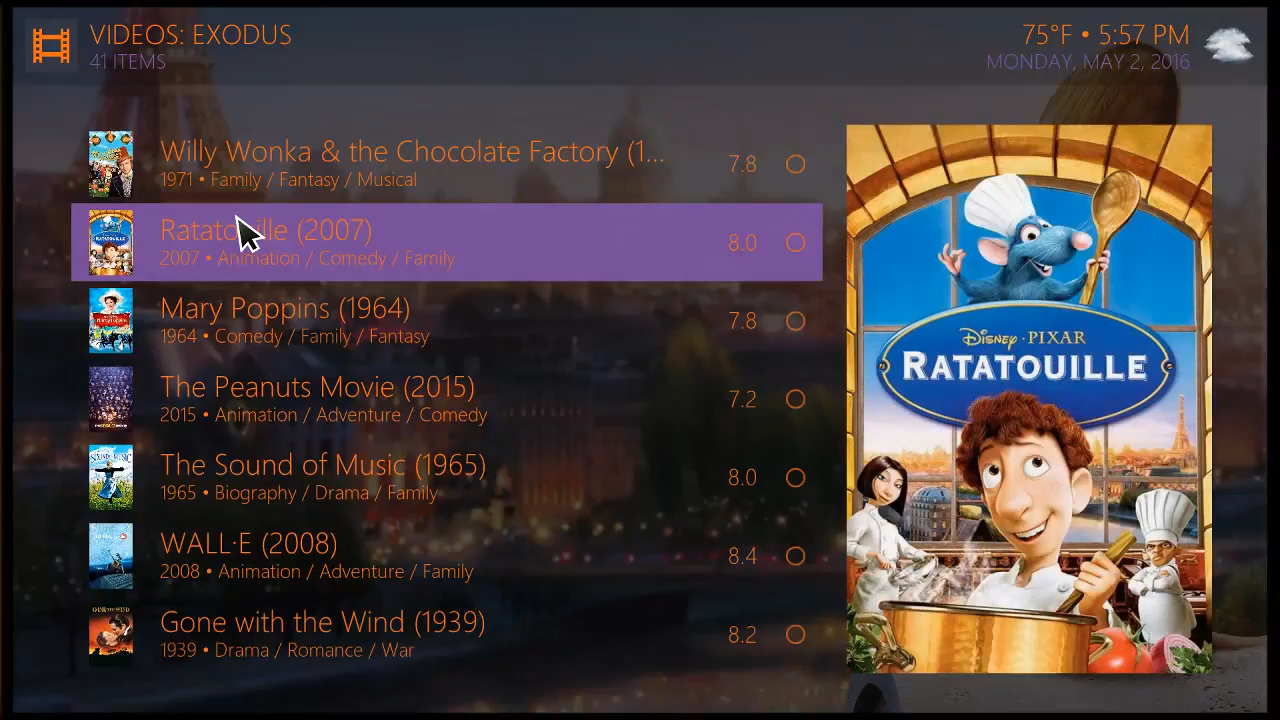 VIDEOS: EXODUS
41 ITEMS
75°F • 5:57 PM
MONDAY, MAY 2, 2016
Willy Wonka & the Chocolate Factory (1...
1971 • Family / Fantasy / Musical
7.8
Ratatouille (2007)
2007 • Animation / Comedy / Family
8.0
Mary Poppins (1964)
1964 • Comedy / Family / Fantasy
7.8
The Peanuts Movie (2015)
2015 • Animation / Adventure / Comedy
7.2
The Sound of Music (1965)
1965 • Biography / Drama / Family
8.0
WALL·E (2008)
2008 • Animation / Adventure / Family
8.4
Gone with the Wind (1939)
1939 • Drama / Romance / War
8.2
DISNEY · PIXAR
RATATOUILLE